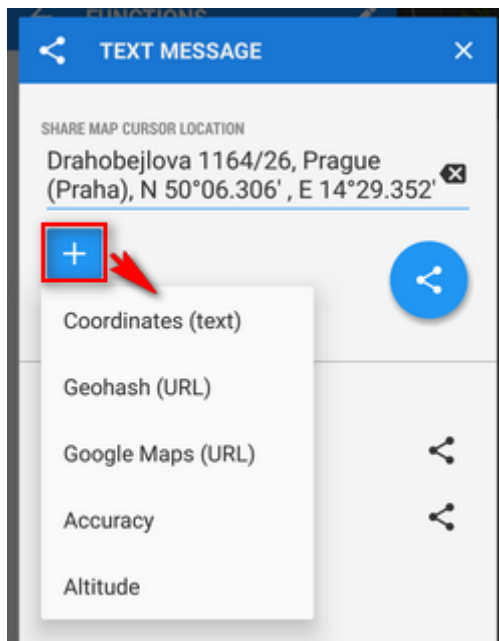 FUNCTIONS
TEXT MESSAGE
SHARE MAP CURSOR LOCATION
Drahobejlova 1164/26, Prague
(Praha), N 50°06.306' , E 14°29.352'
Coordinates (text)
Geohash (URL)
Google Maps (URL)
Accuracy
Altitude